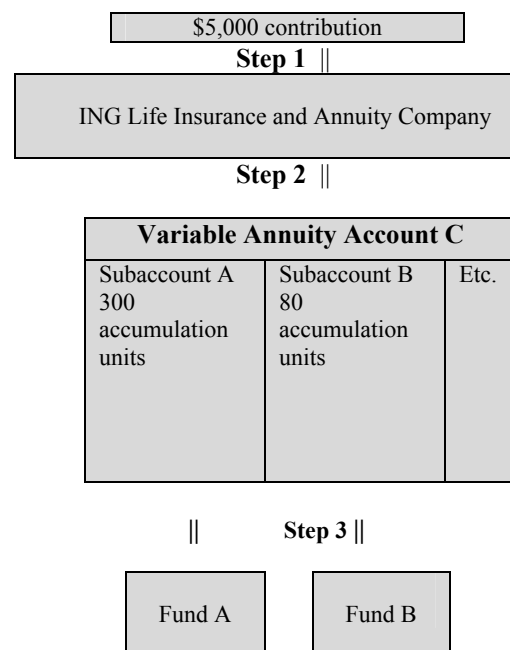 $5,000 contribution
Step 1 ||
ING Life Insurance and Annuity Company
Step 2 ||
Variable Annuity Account C
Subaccount A
300
accumulation
units
Subaccount B
80
accumulation
units
Etc.
|| Step 3 ||
Fund A
Fund B